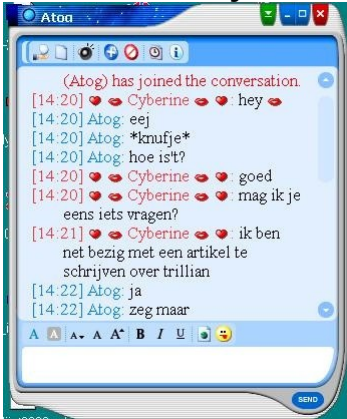 Atog
(Atog) has joined the conversation.
[14:20] Cyberine : hey
[14:20] Atog: eej
[14:20] Atog: *knufje*
[14:20] Atog: hoe is't?
[14:20] Cyberine : goed
[14:20] Cyberine : mag ik je
eens iets vragen?
[14:21] Cyberine : ik ben
net bezig met een artikel te
schrijven over trillian
[14:22] Atog: ja
[14:22] Atog: zeg maar
A A A A A B I U
SEND